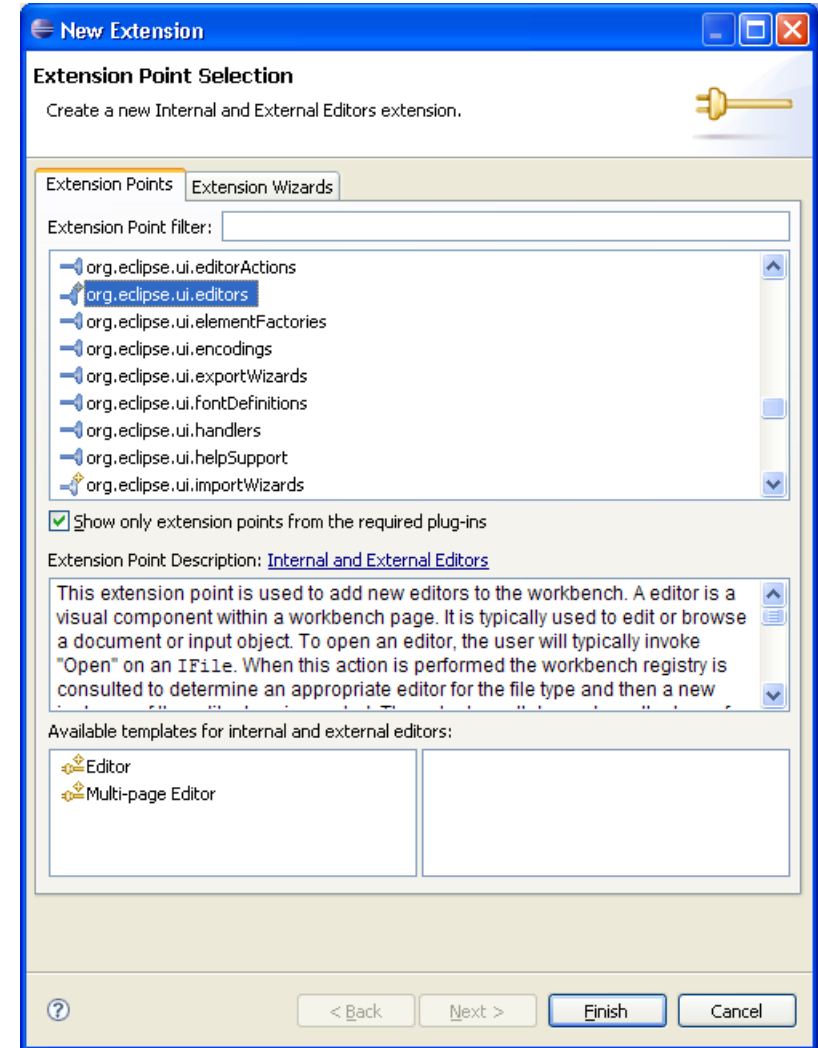 New Extension
Extension Point Selection
Create a new Internal and External Editors extension.
Extension Points
Extension Wizards
Extension Point filter:
org.eclipse.ui.editorActions
org.eclipse.ui.editors
org.eclipse.ui.elementFactories
org.eclipse.ui.encodings
org.eclipse.ui.exportWizards
org.eclipse.ui.fontDefinitions
org.eclipse.ui.handlers
org.eclipse.ui.helpSupport
org.eclipse.ui.importWizards
Show only extension points from the required plug-ins
Extension Point Description: Internal and External Editors
This extension point is used to add new editors to the workbench. A editor is a
visual component within a workbench page. It is typically used to edit or browse
a document or input object. To open an editor, the user will typically invoke
"Open" on an IFile. When this action is performed the workbench registry is
consulted to determine an appropriate editor for the file type and then a new
Available templates for internal and external editors:
Editor
Multi-page Editor
?
< Back
Next >
Finish
Cancel